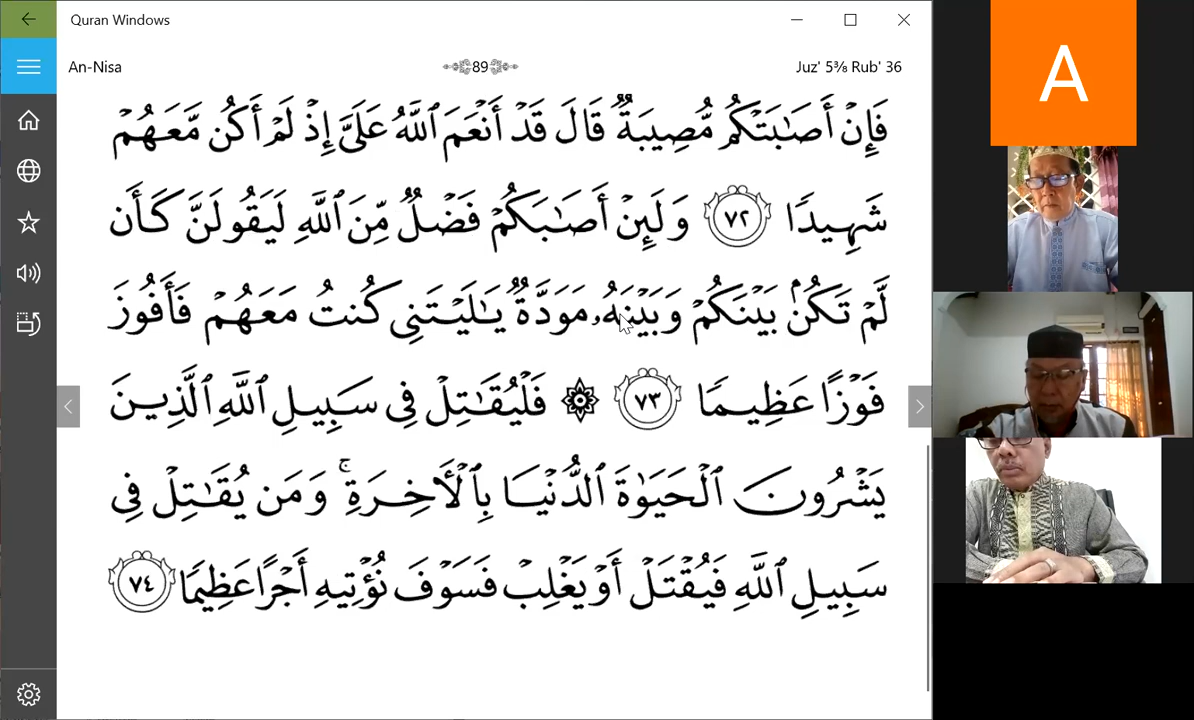 Quran Windows
An-Nisa
89
Juz' 5⅜ Rub' 36
A
فَإِنۡ أَصَٰبَتۡكُم مُّصِيبَةٞ قَالَ قَدۡ أَنۡعَمَ ٱللَّهُ عَلَيَّ إِذۡ لَمۡ أَكُن مَّعَهُمۡ
شَهِيدٗا ٧٢ وَلَئِنۡ أَصَٰبَكُمۡ فَضۡلٞ مِّنَ ٱللَّهِ لَيَقُولَنَّ كَأَن
لَّمۡ تَكُنۢ بَيۡنَكُمۡ وَبَيۡنَهُۥ مَوَدَّةٞ يَٰلَيۡتَنِي كُنتُ مَعَهُمۡ فَأَفُوزَ
فَوۡزًا عَظِيمٗا ٧٣ ۞ فَلۡيُقَٰتِلۡ فِي سَبِيلِ ٱللَّهِ ٱلَّذِينَ
يَشۡرُونَ ٱلۡحَيَوٰةَ ٱلدُّنۡيَا بِٱلۡأٓخِرَةِۚ وَمَن يُقَٰتِلۡ فِي
سَبِيلِ ٱللَّهِ فَيُقۡتَلۡ أَوۡ يَغۡلِبۡ فَسَوۡفَ نُؤۡتِيهِ أَجۡرًا عَظِيمٗا ٧٤